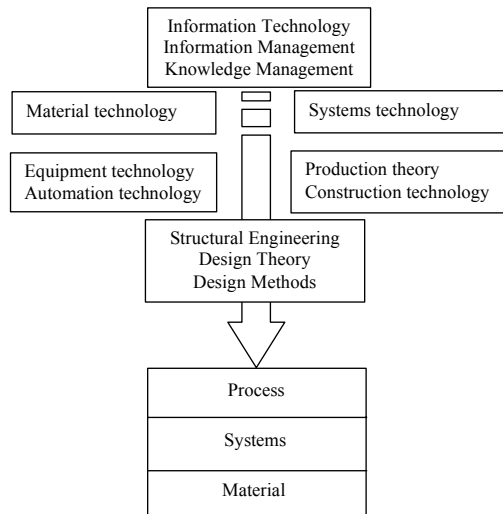 Information Technology
Information Management
Knowledge Management
Material technology
Systems technology
Equipment technology
Automation technology
Production theory
Construction technology
Structural Engineering
Design Theory
Design Methods
Process
Systems
Material